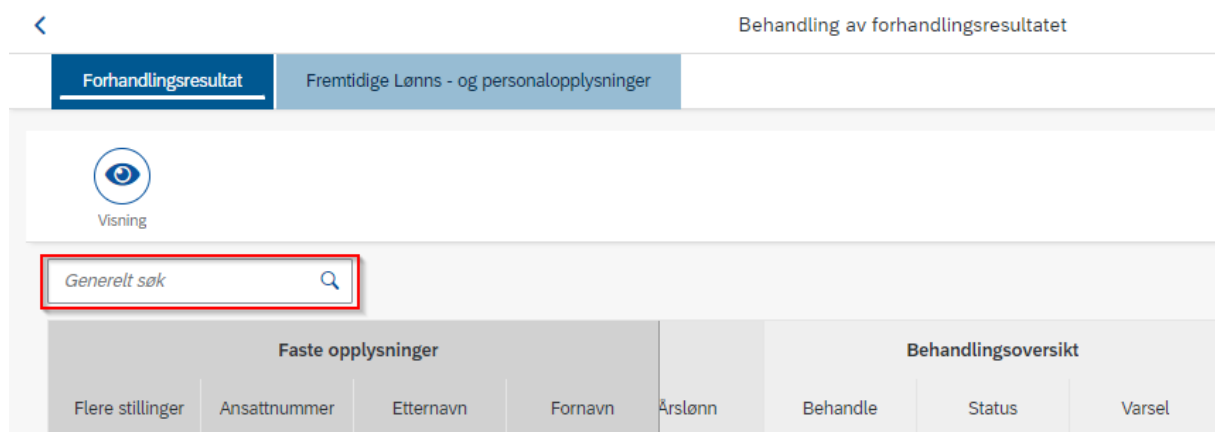 Behandling av forhandlingsresultatet
Forhandlingsresultat Fremtidige Lønns - og personalopplysninger
Visning
Generelt søk
Faste opplysninger Behandlingsoversikt
Flere stillinger Ansattnummer Etternavn Fornavn Årslønn Behandle Status Varsel